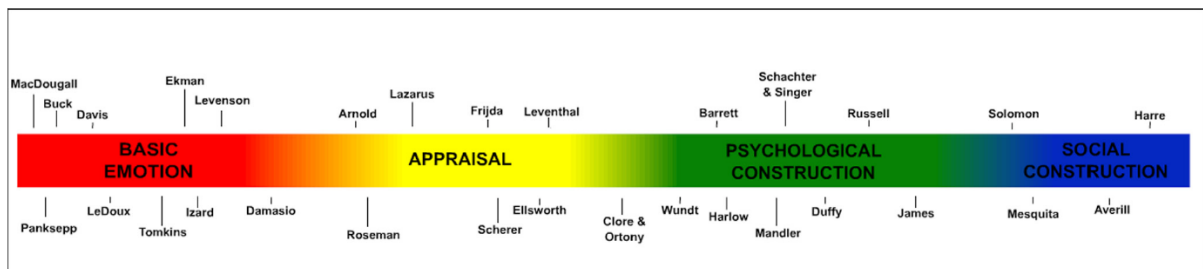 MacDougall
Buck
Davis
Ekman
Levenson
Arnold
Lazarus
Frijda
Leventhal
Barrett
Schachter
& Singer
Russell
Solomon
Harre
BASIC
EMOTION
APPRAISAL
PSYCHOLOGICAL
CONSTRUCTION
SOCIAL
CONSTRUCTION
Panksepp
LeDoux
Tomkins
Izard
Damasio
Roseman
Scherer
Ellsworth
Clore &
Ortony
Wundt
Harlow
Mandler
Duffy
James
Mesquita
Averill